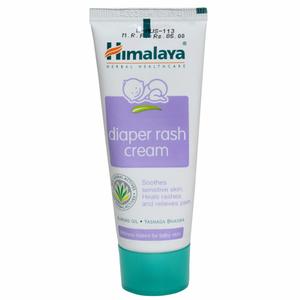 Himalaya
HERBAL HEALTHCARE
diaper rash
cream
Soothes
sensitive skin,
Heals rashes,
and relieves pain
ALMOND OIL • YASHADA BHASMA